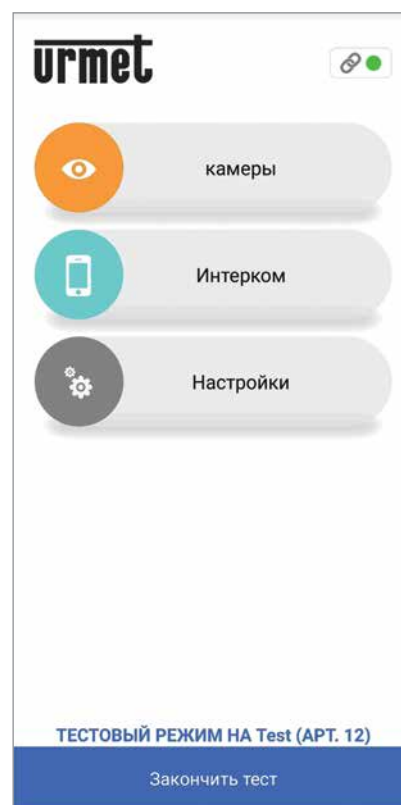 urmet
камеры
Интерком
Настройки
ТЕСТОВЫЙ РЕЖИМ НА Test (АРТ. 12)
Закончить тест